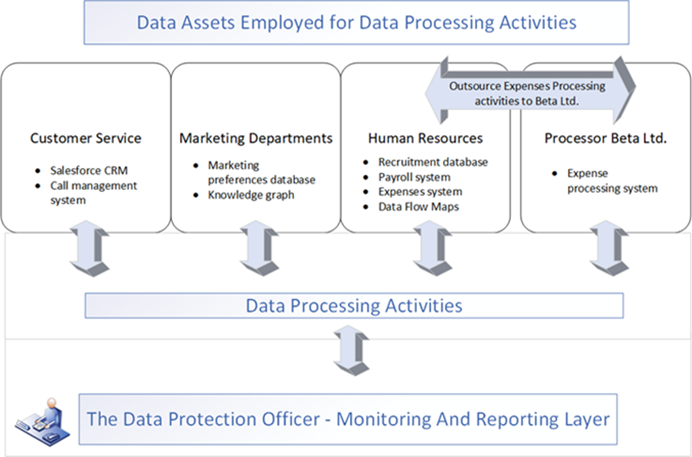 Data Assets Employed for Data Processing Activities
Outsource Expenses Processing
activities to Beta Ltd.
Customer Service
• Salesforce CRM
• Call management
system
Marketing Departments
• Marketing
preferences database
• Knowledge graph
Human Resources
• Recruitment database
• Payroll system
• Expenses system
• Data Flow Maps
Processor Beta Ltd.
• Expense
processing system
Data Processing Activities
The Data Protection Officer - Monitoring And Reporting Layer